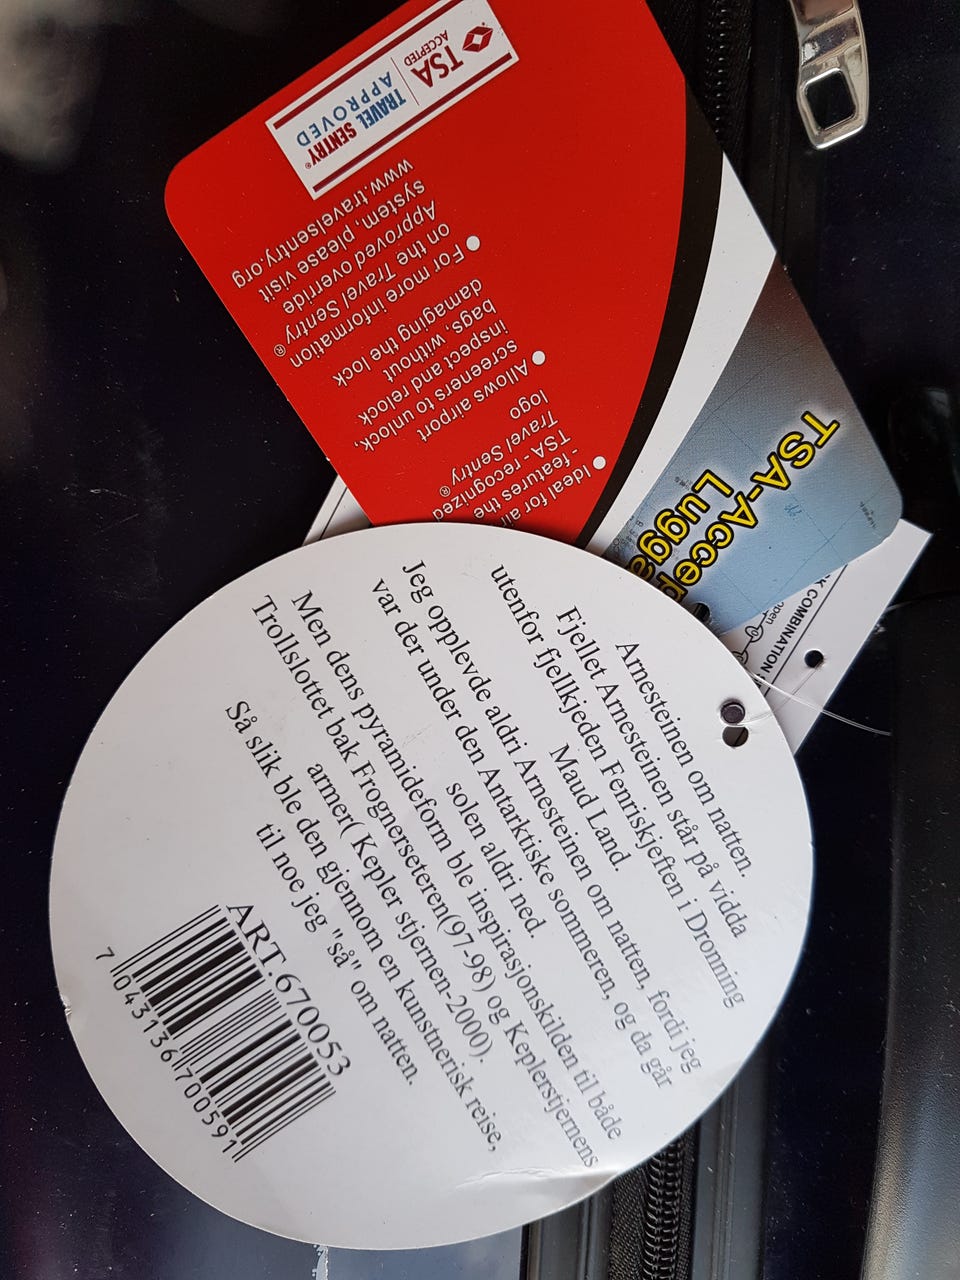 Arnesteinen om natten.
Fjellet Arnesteinen står på vidda
utenfor fjellkjeden Fenriskjeften i Dronning
Maud Land.
Jeg opplevde aldri Arnesteinen om natten, fordi jeg
var der under den Antarktiske sommeren, og da går
solen aldri ned.
Men dens pyramideform ble inspirasjonskilden til både
Trollslottet bak Frognerseteren(97-98) og Keplerstjernens
armer( Kepler stjernen-2000).
Så slik ble den gjennom en kunstnerisk reise,
til noe jeg "så" om natten.
ART.670053
7 043136 700591
TSA-Accep
Lugga
Ideal for air
-features the
TSA - recognized
Travel Sentry®
logo
Allows airport
screeners to unlock,
inspect and relock
bags, without
damaging the lock
For more information
on the Travel Sentry®
Approved override
system, please visit
www.travelsentry.org
TRAVEL SENTRY®
APPROVED
TSA
ACCEPTED
K COMBINATION
open